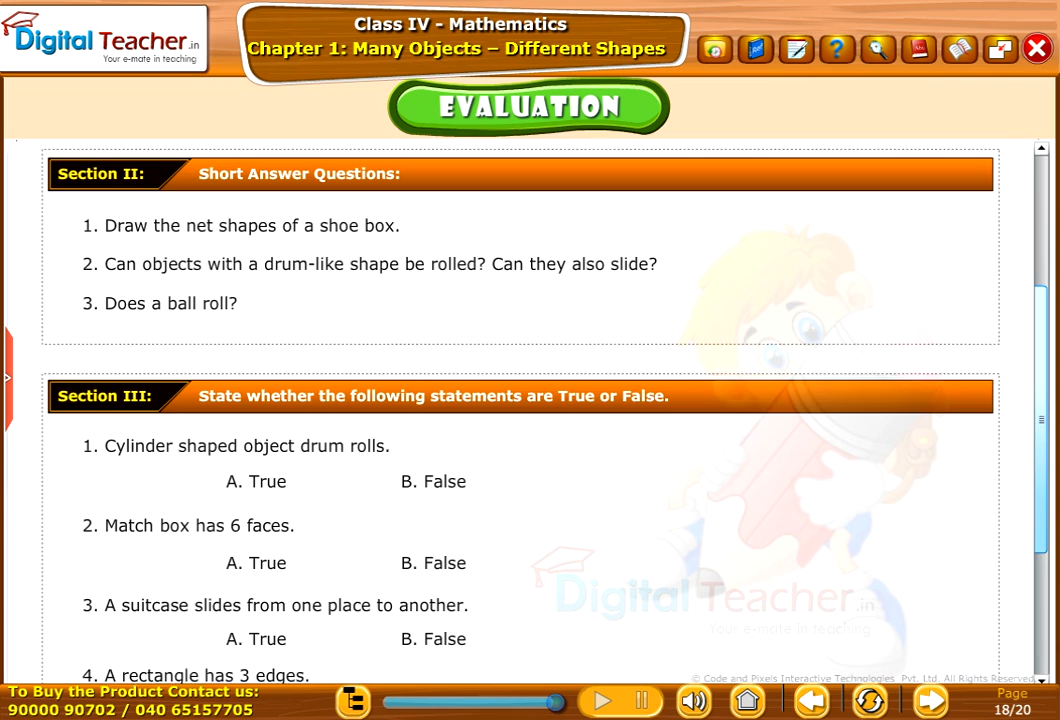 Digital Teacher.in
Your e-mate in teaching
Class IV - Mathematics
Chapter 1: Many Objects – Different Shapes
EVALUATION
Section II: Short Answer Questions:
1. Draw the net shapes of a shoe box.
2. Can objects with a drum-like shape be rolled? Can they also slide?
3. Does a ball roll?
Section III: State whether the following statements are True or False.
1. Cylinder shaped object drum rolls.
A. True B. False
2. Match box has 6 faces.
A. True B. False
3. A suitcase slides from one place to another.
A. True B. False
Digital Teacher.in
Your e-mate in teaching
4. A rectangle has 3 edges.
© Code and Pixels Interactive Technologies Pvt. Ltd. All Rights Reserved.
To Buy the Product Contact us:
90000 90702 / 040 65157705
Page
18/20